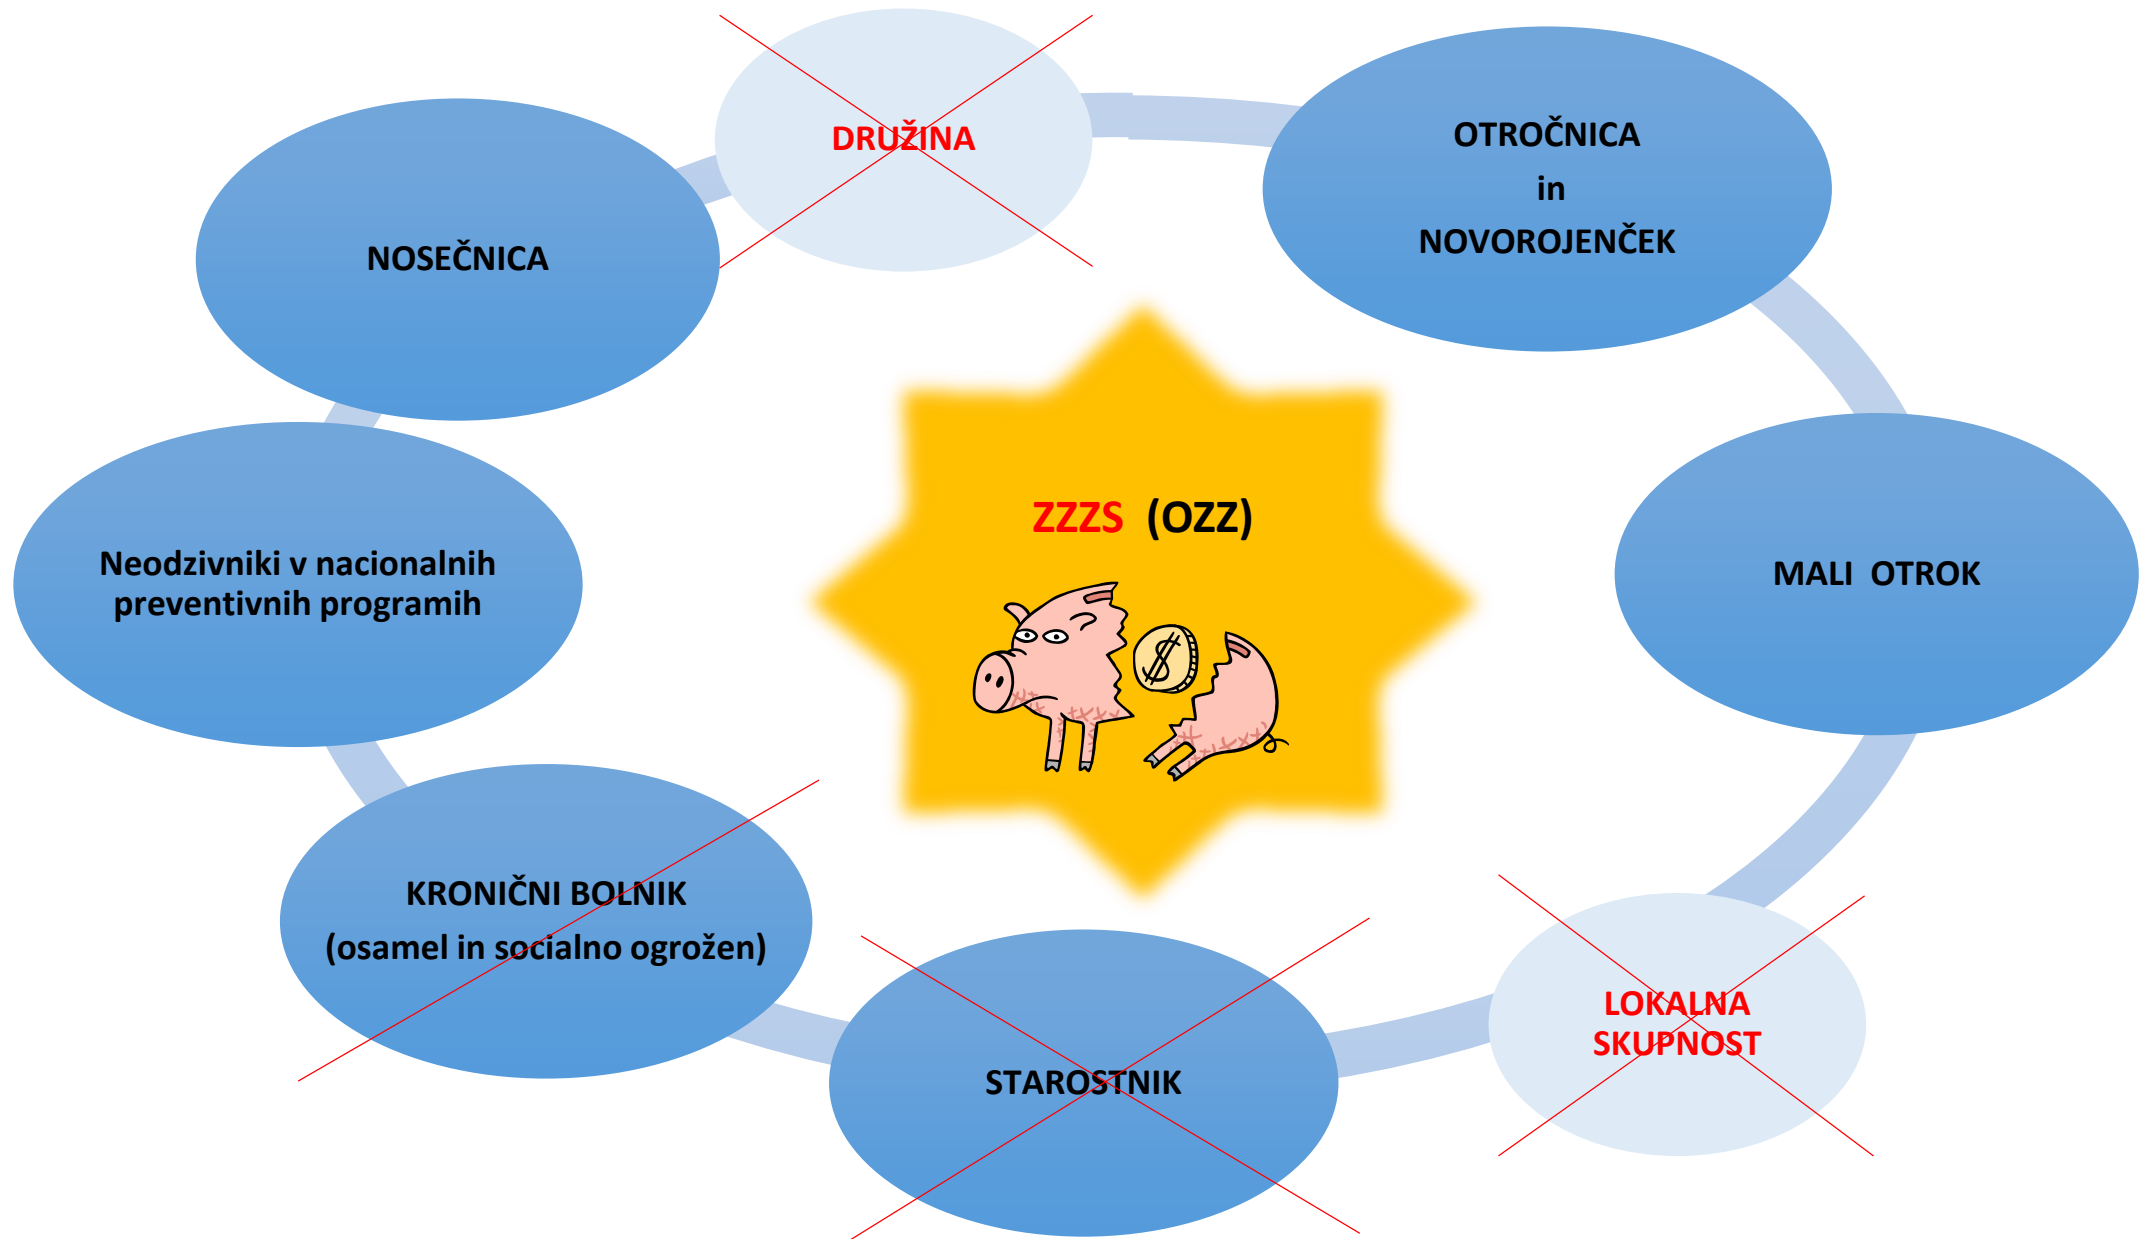 DRUŽINA
OTROČNICA
in
NOVOROJENČEK
NOSEČNICA
ZZZS (OZZ)
Neodzivniki v nacionalnih
preventivnih programih
MALI OTROK
KRONIČNI BOLNIK
(osamel in socialno ogrožen)
LOKALNA
SKUPNOST
STAROSTNIK